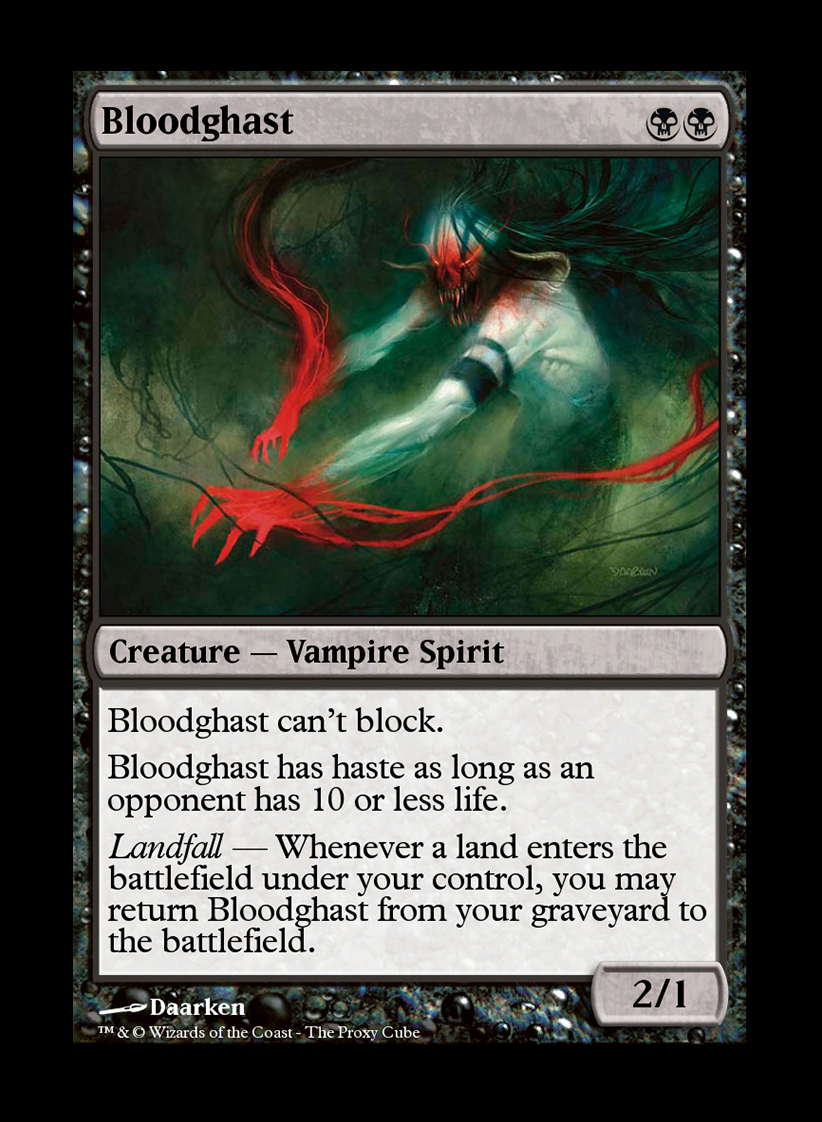 Bloodghast
DAARKEN
Creature — Vampire Spirit
Bloodghast can't block.
Bloodghast has haste as long as an
opponent has 10 or less life.
Landfall — Whenever a land enters the
battlefield under your control, you may
return Bloodghast from your graveyard to
the battlefield.
2/1
Daarken
™ & © Wizards of the Coast - The Proxy Cube